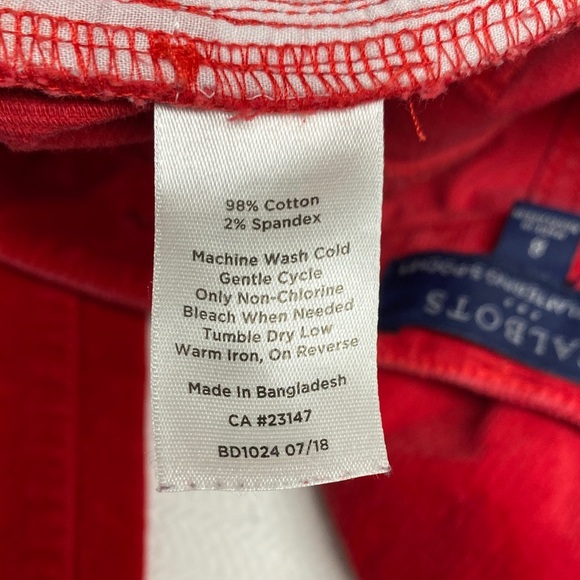 98% Cotton
2% Spandex
Machine Wash Cold
Gentle Cycle
Only Non-Chlorine
Bleach When Needed
Tumble Dry Low
Warm Iron, On Reverse
Made In Bangladesh
CA #23147
BD1024 07/18
TALBOTS